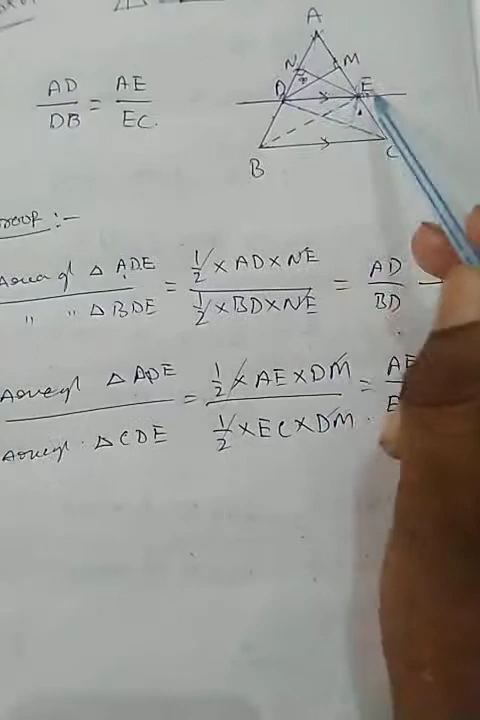 AD/DB = AE/EC.
A
N
M
D
E
B
C
Proof :-
Area of △ ADE / " " △ BDE = 1/2 × AD × NE / 1/2 × BD × NE = AD/BD —
Area of △ ADE / Area of △ CDE = 1/2 × AE × DM / 1/2 × EC × DM = AE/E